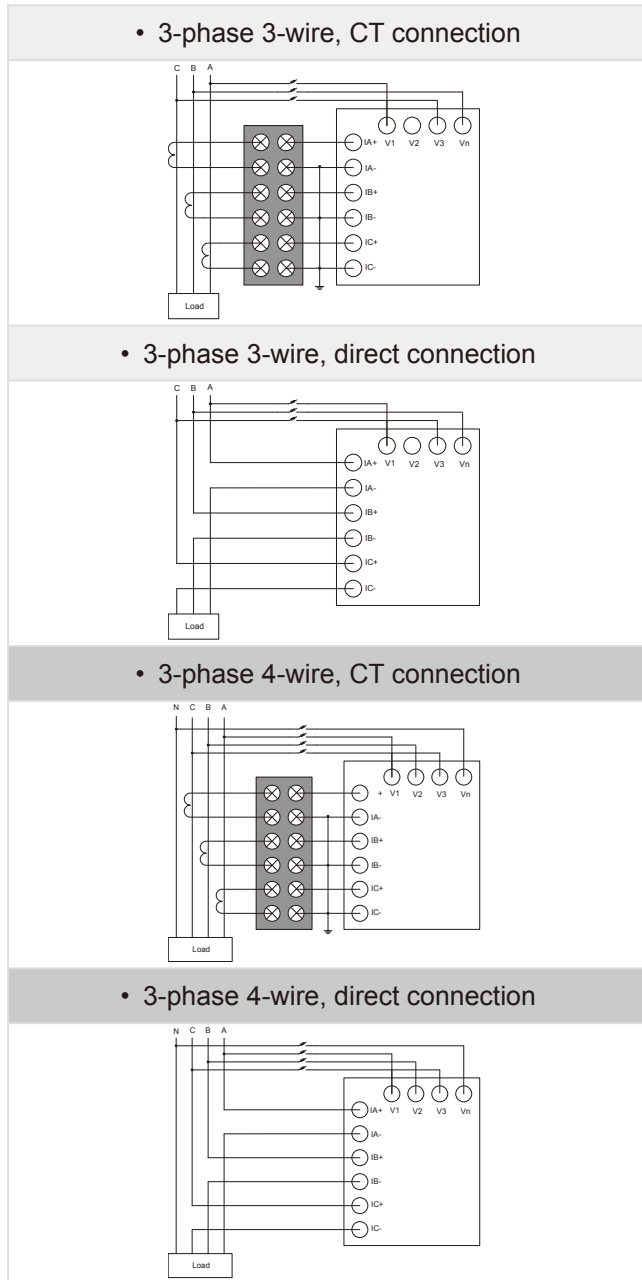 • 3-phase 3-wire, CT connection
C B A
V1 V2 V3 Vn
IA+
IA-
IB+
IB-
IC+
IC-
Load
• 3-phase 3-wire, direct connection
C B A
V1 V2 V3 Vn
IA+
IA-
IB+
IB-
IC+
IC-
Load
• 3-phase 4-wire, CT connection
N C B A
+ V1 V2 V3 Vn
IA-
IB+
IB-
IC+
IC-
Load
• 3-phase 4-wire, direct connection
N C B A
IA+ V1 V2 V3 Vn
IA-
IB+
IB-
IC+
IC-
Load